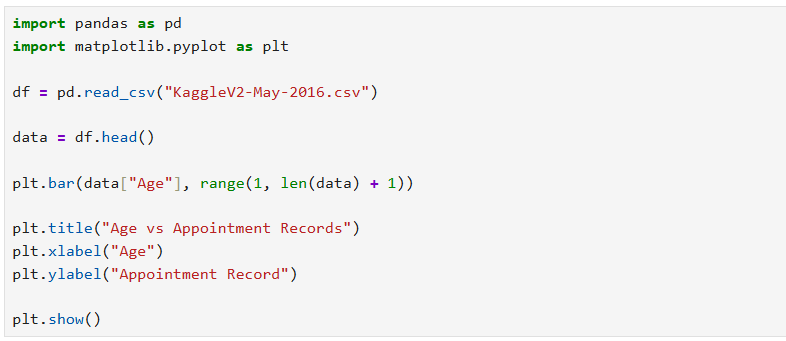 import pandas as pd
import matplotlib.pyplot as plt
df = pd.read_csv("KaggleV2-May-2016.csv")
data = df.head()
plt.bar(data["Age"], range(1, len(data) + 1))
plt.title("Age vs Appointment Records")
plt.xlabel("Age")
plt.ylabel("Appointment Record")
plt.show()